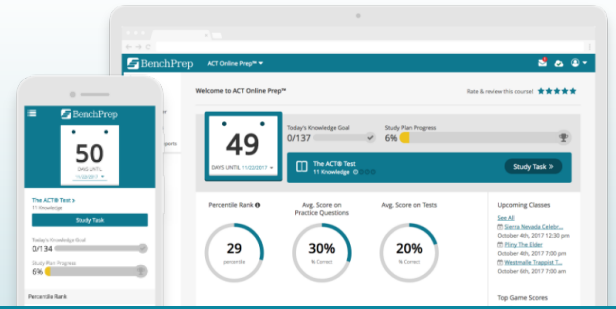 BenchPrep
50
DAYS UNTIL
11/22/2017
The ACT® Test >
11 Knowledge
Study Task
Today's Knowledge Goal
0/134
Study Plan Progress
6%
Percentile Rank
BenchPrep ACT Online Prep™
Welcome to ACT Online Prep™
Rate & review this course!
49
DAYS UNTIL 11/22/2017
Today's Knowledge Goal
0/137
Study Plan Progress
6%
The ACT® Test
11 Knowledge
Study Task >
Percentile Rank
29
percentile
Avg. Score on
Practice Questions
30%
% Correct
Avg. Score on Tests
20%
% Correct
Upcoming Classes
See All
Sierra Nevada Celebr...
October 4th, 2017 12:30 pm
Pliny The Elder
October 4th, 2017 7:00 pm
Westmalle Trappist T...
October 6th, 2017 7:00 am
Top Game Scores